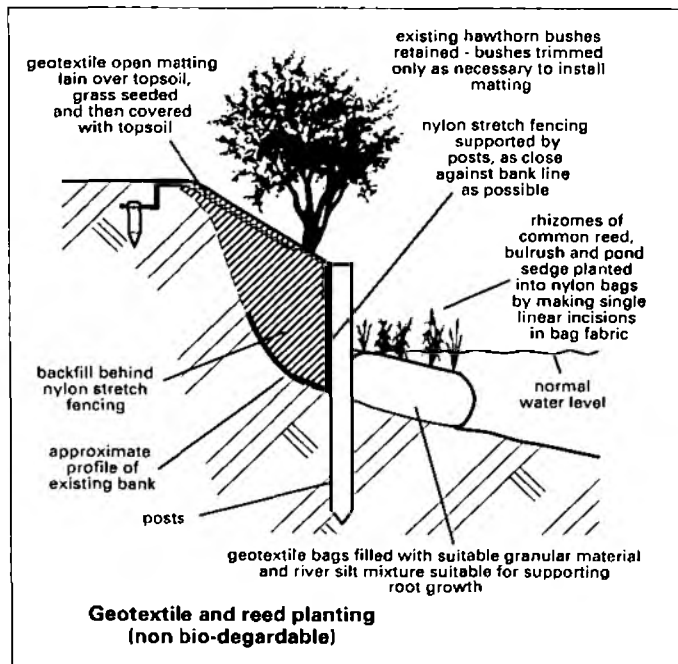 geotextile open matting
lain over topsoil,
grass seeded
and then covered
with topsoil
existing hawthorn bushes
retained - bushes trimmed
only as necessary to install
matting
nylon stretch fencing
supported by
posts, as close
against bank line
as possible
rhizomes of
common reed,
bulrush and pond
sedge planted
into nylon bags
by making single
linear incisions
in bag fabric
normal
water level
backfill behind
nylon stretch
fencing
approximate
profile of
existing bank
posts
geotextile bags filled with suitable granular material
and river silt mixture suitable for supporting
root growth
Geotextile and reed planting
(non bio-degardable)